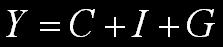 Y = C + I + G